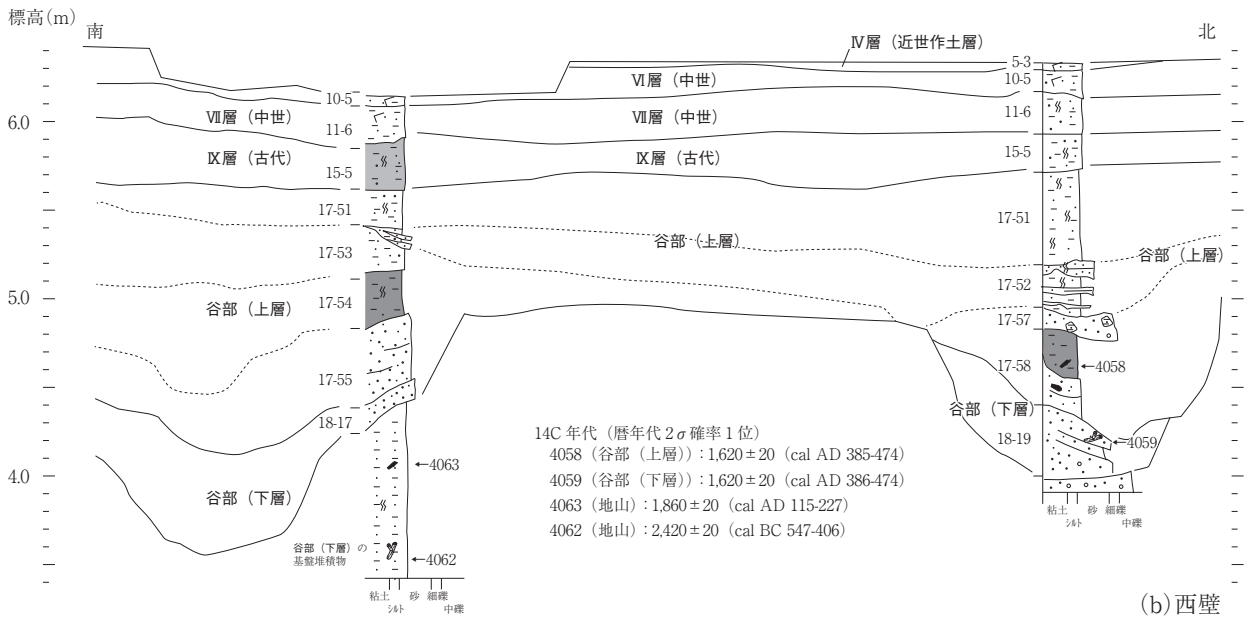 標高(m)
南
北
Ⅳ層（近世作土層）
Ⅵ層（中世）
Ⅶ層（中世）
Ⅶ層（中世）
Ⅸ層（古代）
Ⅸ層（古代）
6.0
5.0
4.0
10-5
11-6
15-5
17-51
17-53
17-54
17-55
18-17
5-3
10-5
11-6
15-5
17-51
17-52
17-57
17-58
18-19
谷部（上層）
谷部（上層）
谷部（上層）
谷部（下層）
谷部（下層）
4058
4059
4063
4062
14C 年代（暦年代 2 σ 確率 1 位）
4058（谷部（上層））：1,620±20（cal AD 385-474）
4059（谷部（下層））：1,620±20（cal AD 386-474）
4063（地山）：1,860±20（cal AD 115-227）
4062（地山）：2,420±20（cal BC 547-406）
谷部（下層）の
基盤堆積物
粘土 砂 細礫
ｼﾙﾄ 中礫
粘土 砂 細礫
ｼﾙﾄ 中礫
(b)西壁